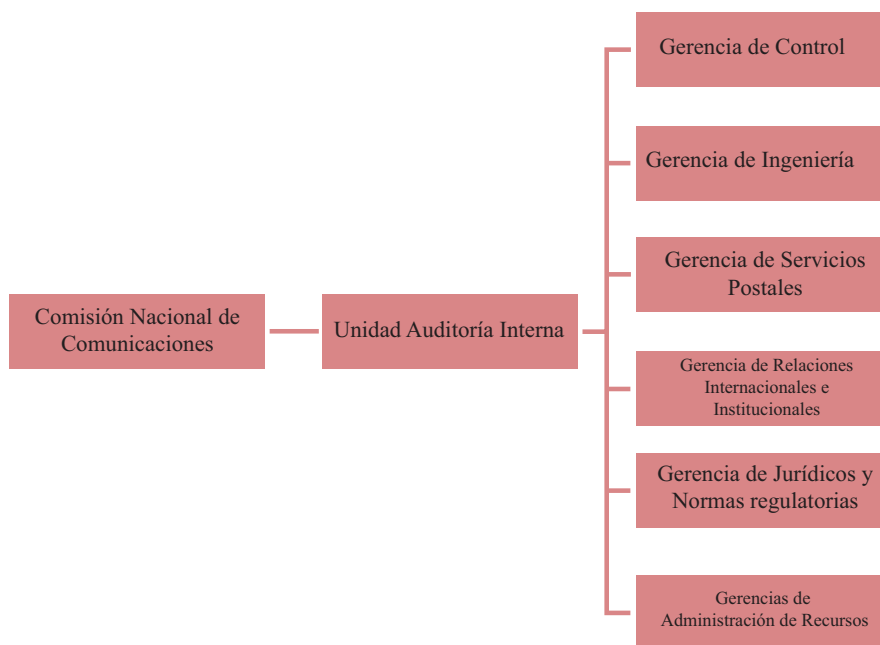 Comisión Nacional de
Comunicaciones
Unidad Auditoría Interna
Gerencia de Control
Gerencia de Ingeniería
Gerencia de Servicios
Postales
Gerencia de Relaciones
Internacionales e
Institucionales
Gerencia de Jurídicos y
Normas regulatorias
Gerencias de
Administración de Recursos